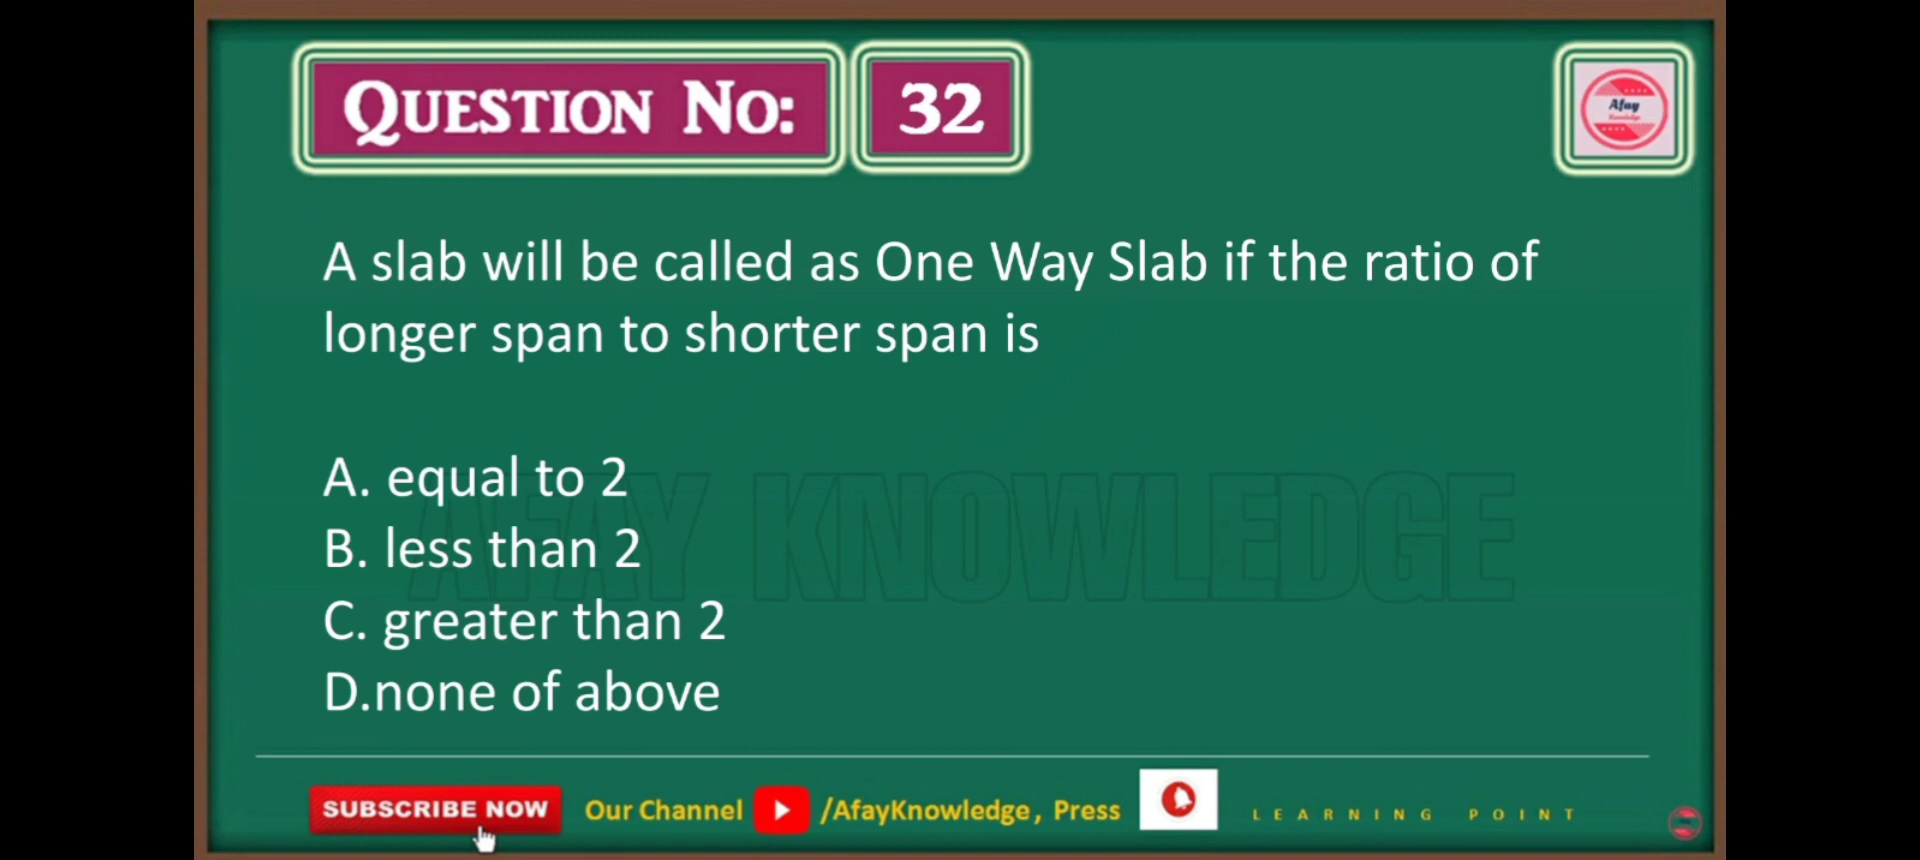 QUESTION NO: 32
Afay
Knowledge
A slab will be called as One Way Slab if the ratio of
longer span to shorter span is
A. equal to 2
B. less than 2
C. greater than 2
D.none of above
AFAY KNOWLEDGE
SUBSCRIBE NOW Our Channel /AfayKnowledge, Press LEARNING POINT